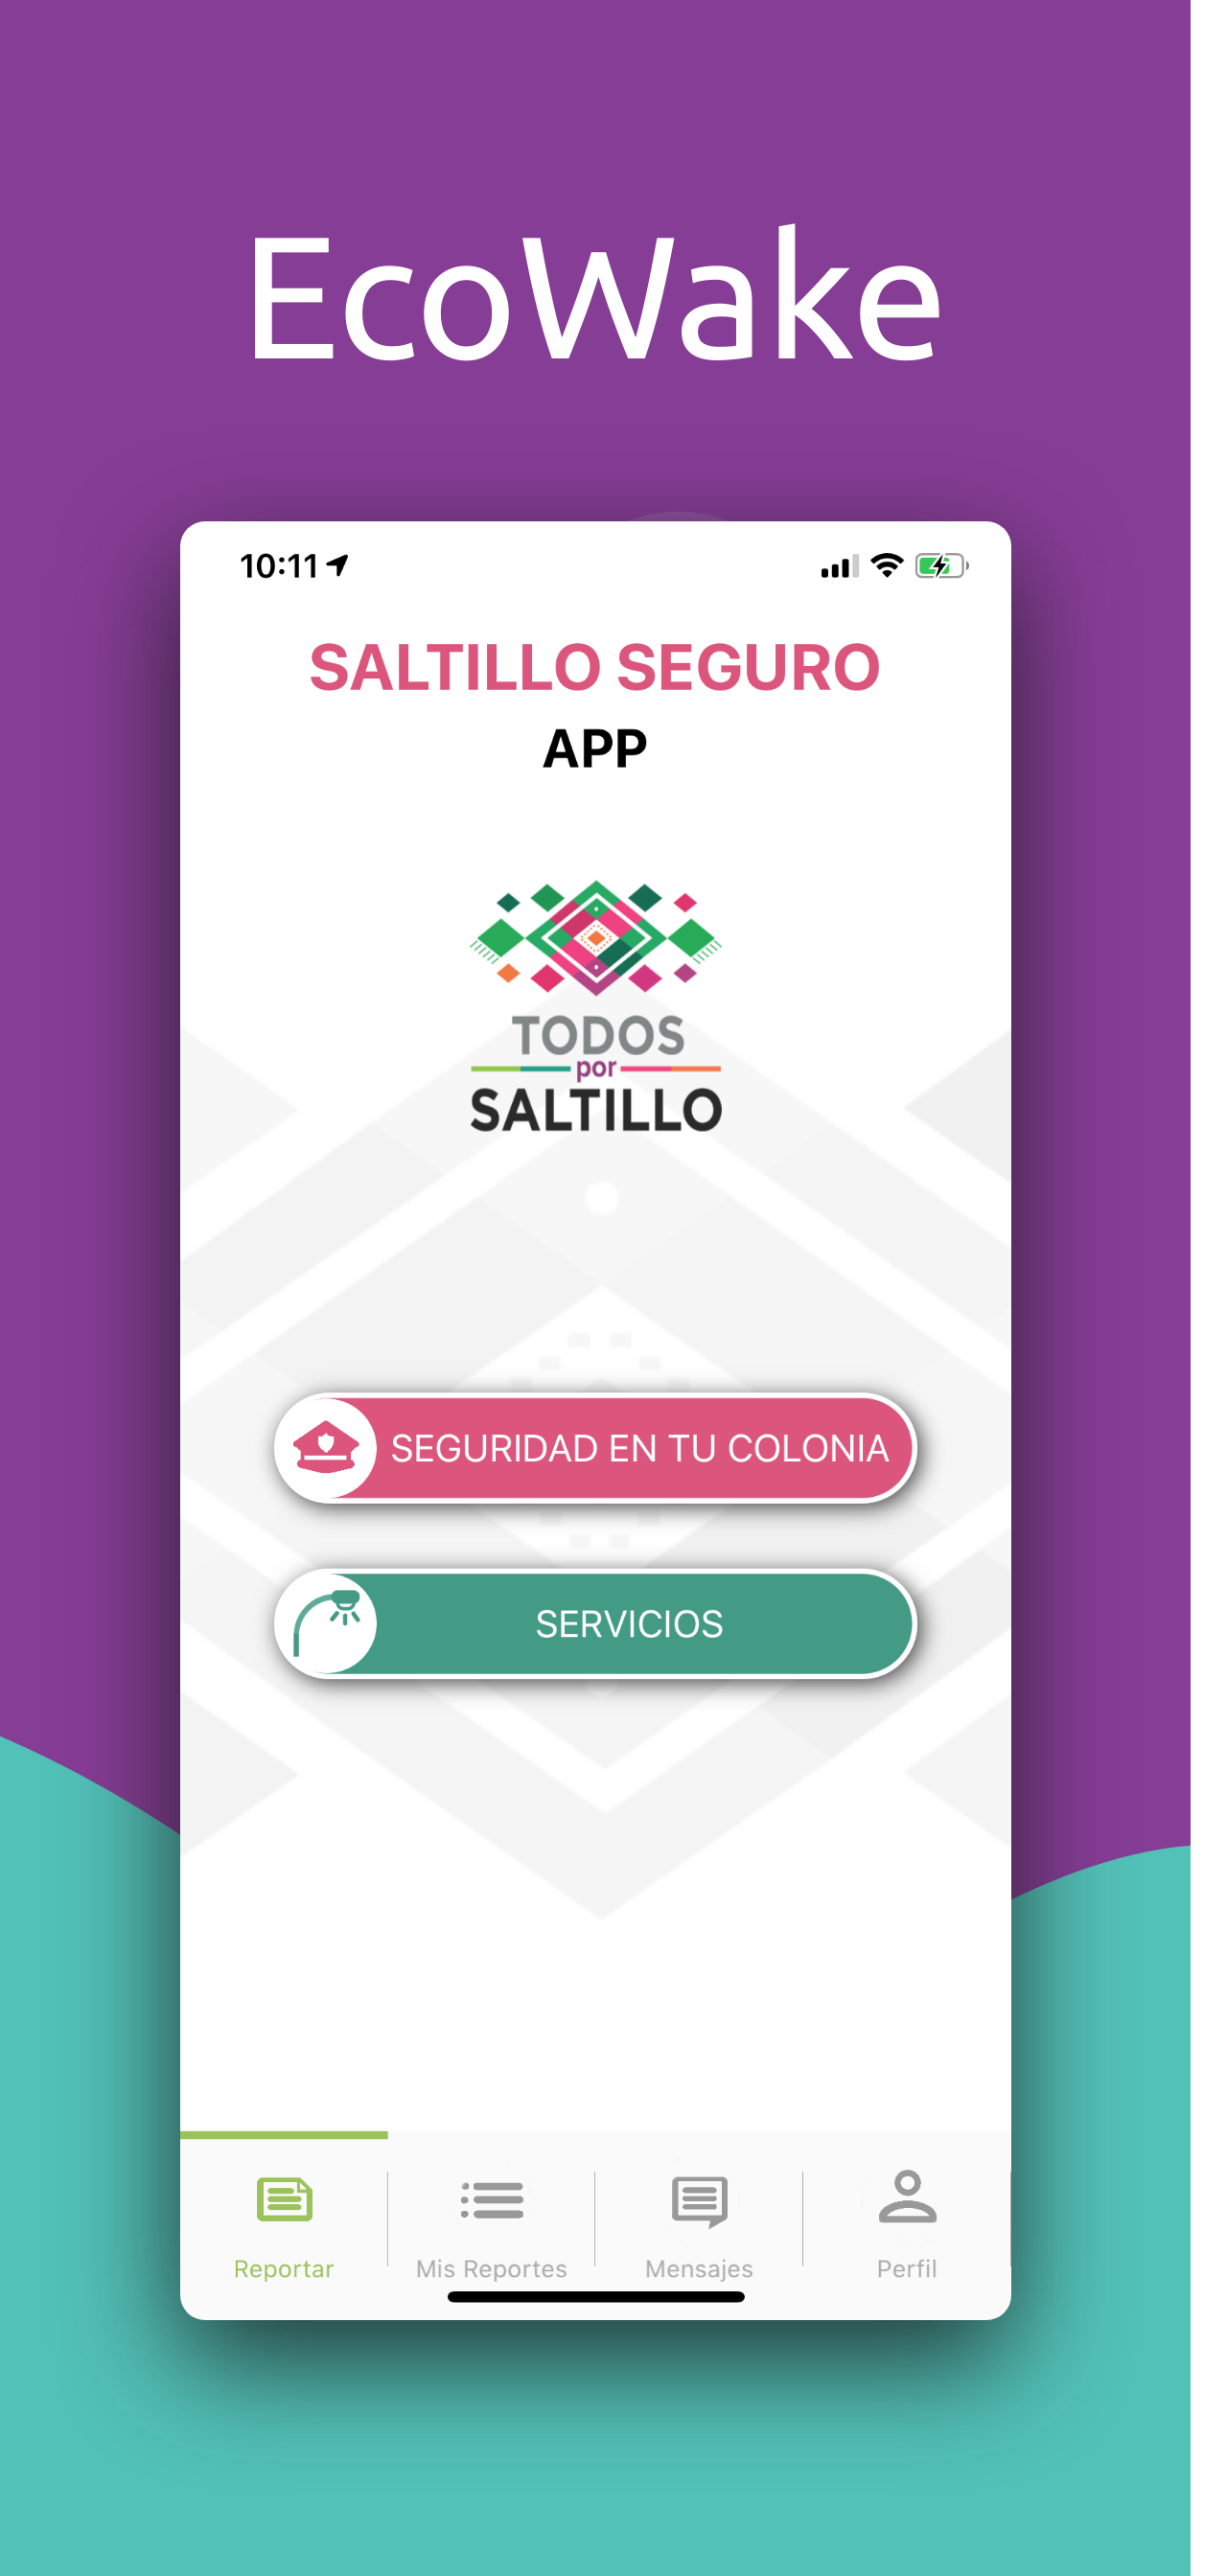 EcoWake
10:11
SALTILLO SEGURO
APP
TODOS
por
SALTILLO
SEGURIDAD EN TU COLONIA
SERVICIOS
Reportar
Mis Reportes
Mensajes
Perfil